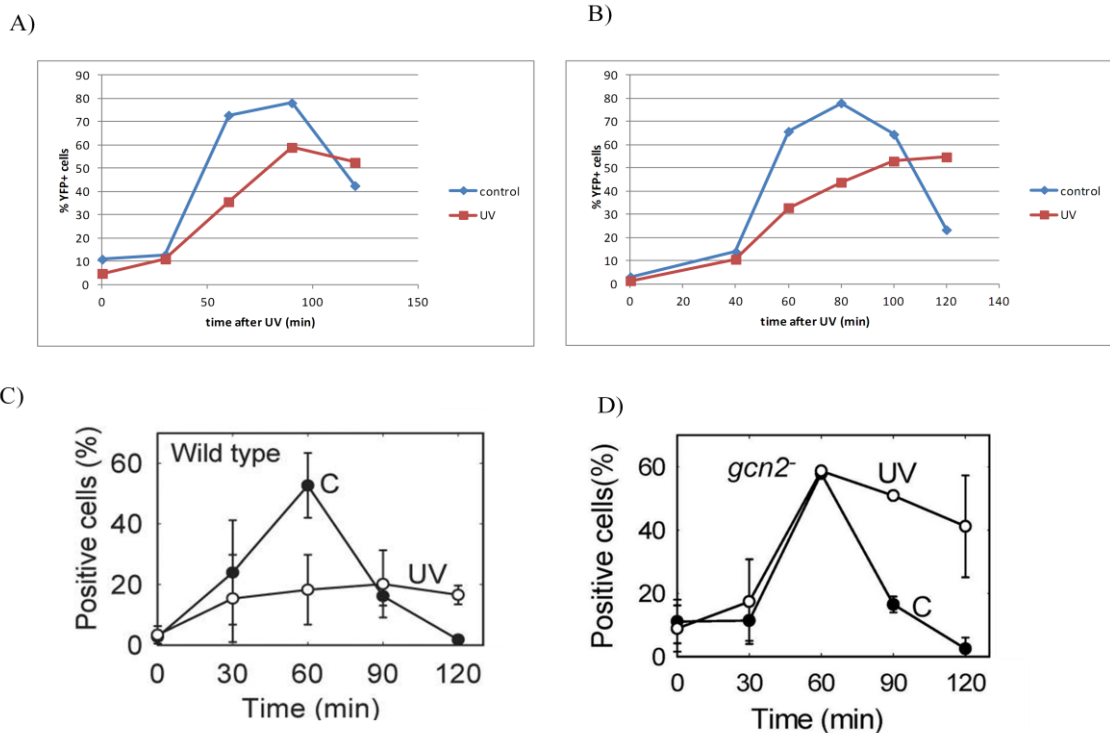 A)
B)
% YFP+ cells
90
80
70
60
50
40
30
20
10
0
0 50 100 150
time after UV (min)
control
UV
% YFP+ cells
90
80
70
60
50
40
30
20
10
0
0 20 40 60 80 100 120 140
time after UV (min)
control
UV
C)
D)
Positive cells (%)
60
40
20
0
Wild type
C
UV
0 30 60 90 120
Time (min)
Positive cells(%)
60
40
20
0
gcn2-
UV
C
0 30 60 90 120
Time (min)